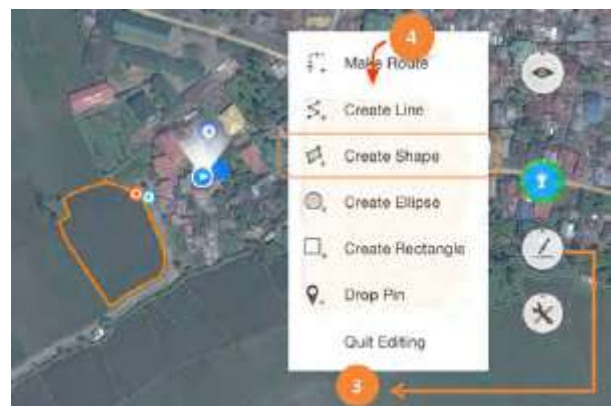 4
Make Route
Create Line
Create Shape
Create Ellipse
Create Rectangle
Drop Pin
Quit Editing
3